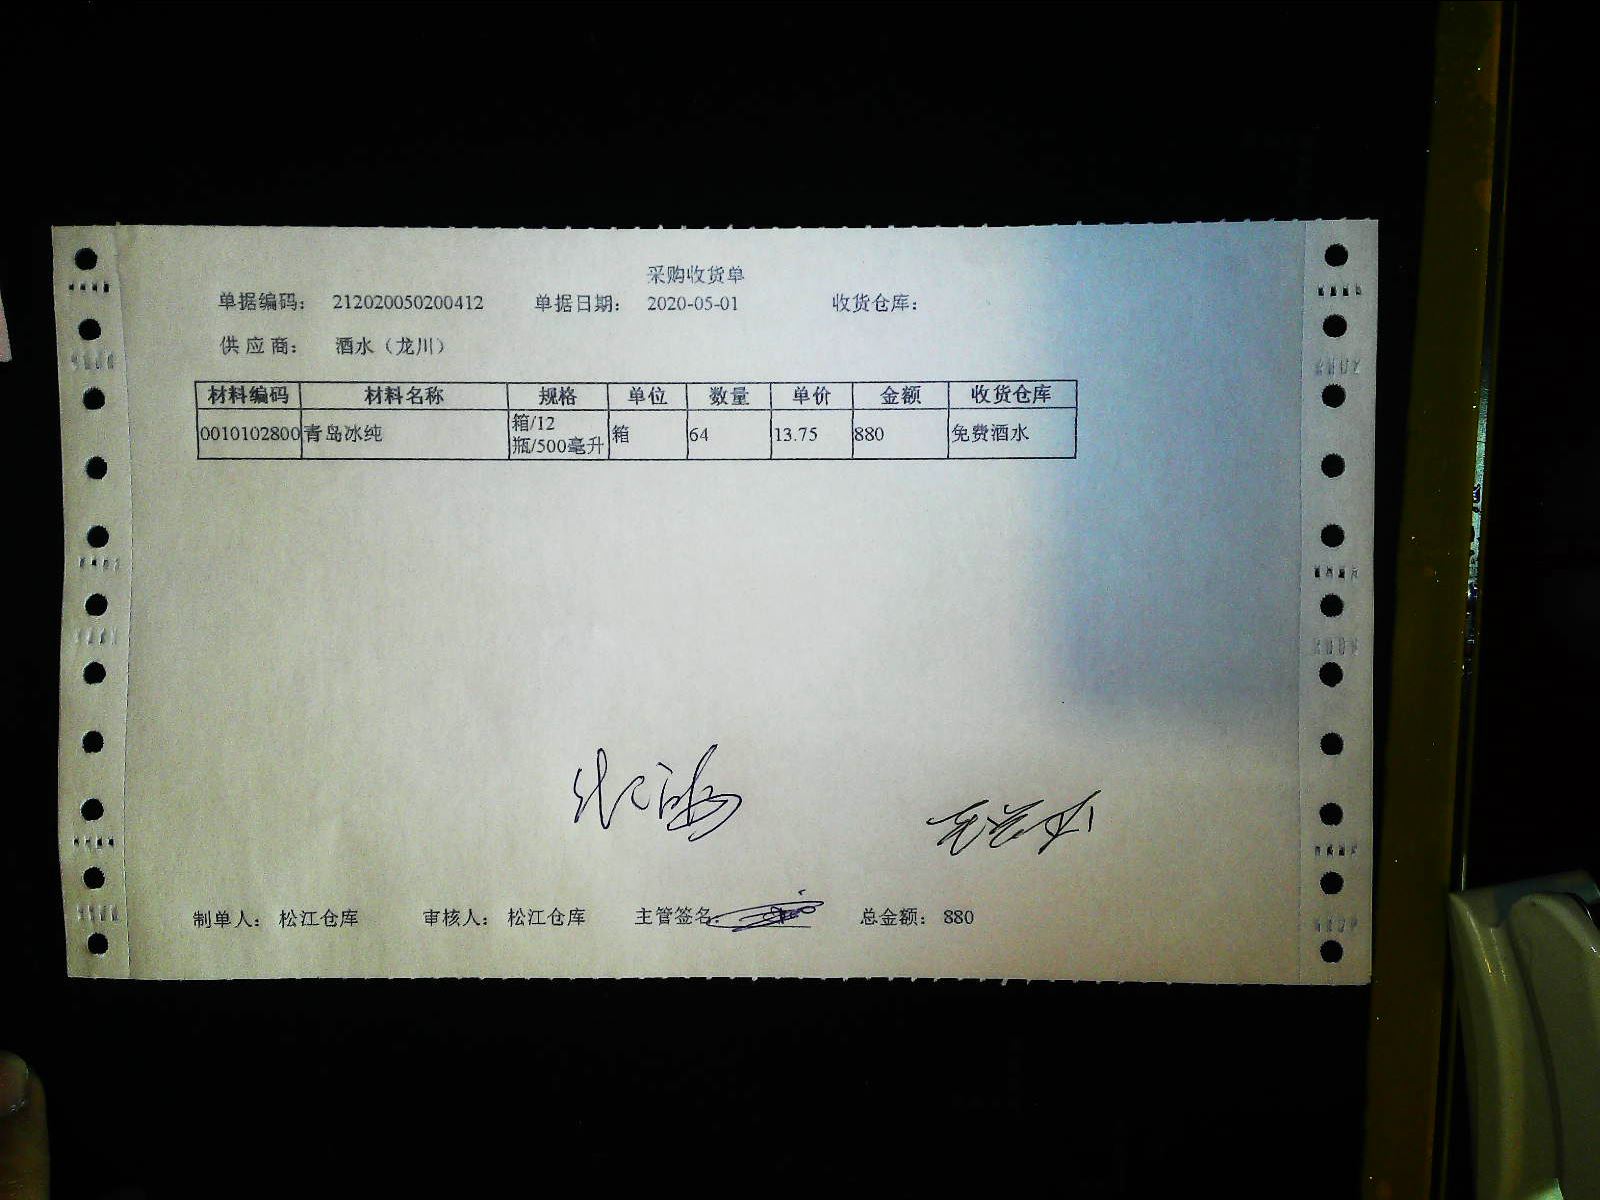 采购收货单
单据编码： 212020050200412 单据日期： 2020-05-01 收货仓库：
供应商： 酒水（龙川）
材料编码 材料名称 规格 单位 数量 单价 金额 收货仓库
0010102800 青岛冰纯 箱/12瓶/500毫升 箱 64 13.75 880 免费酒水
制单人： 松江仓库 审核人： 松江仓库 主管签名： 总金额： 880